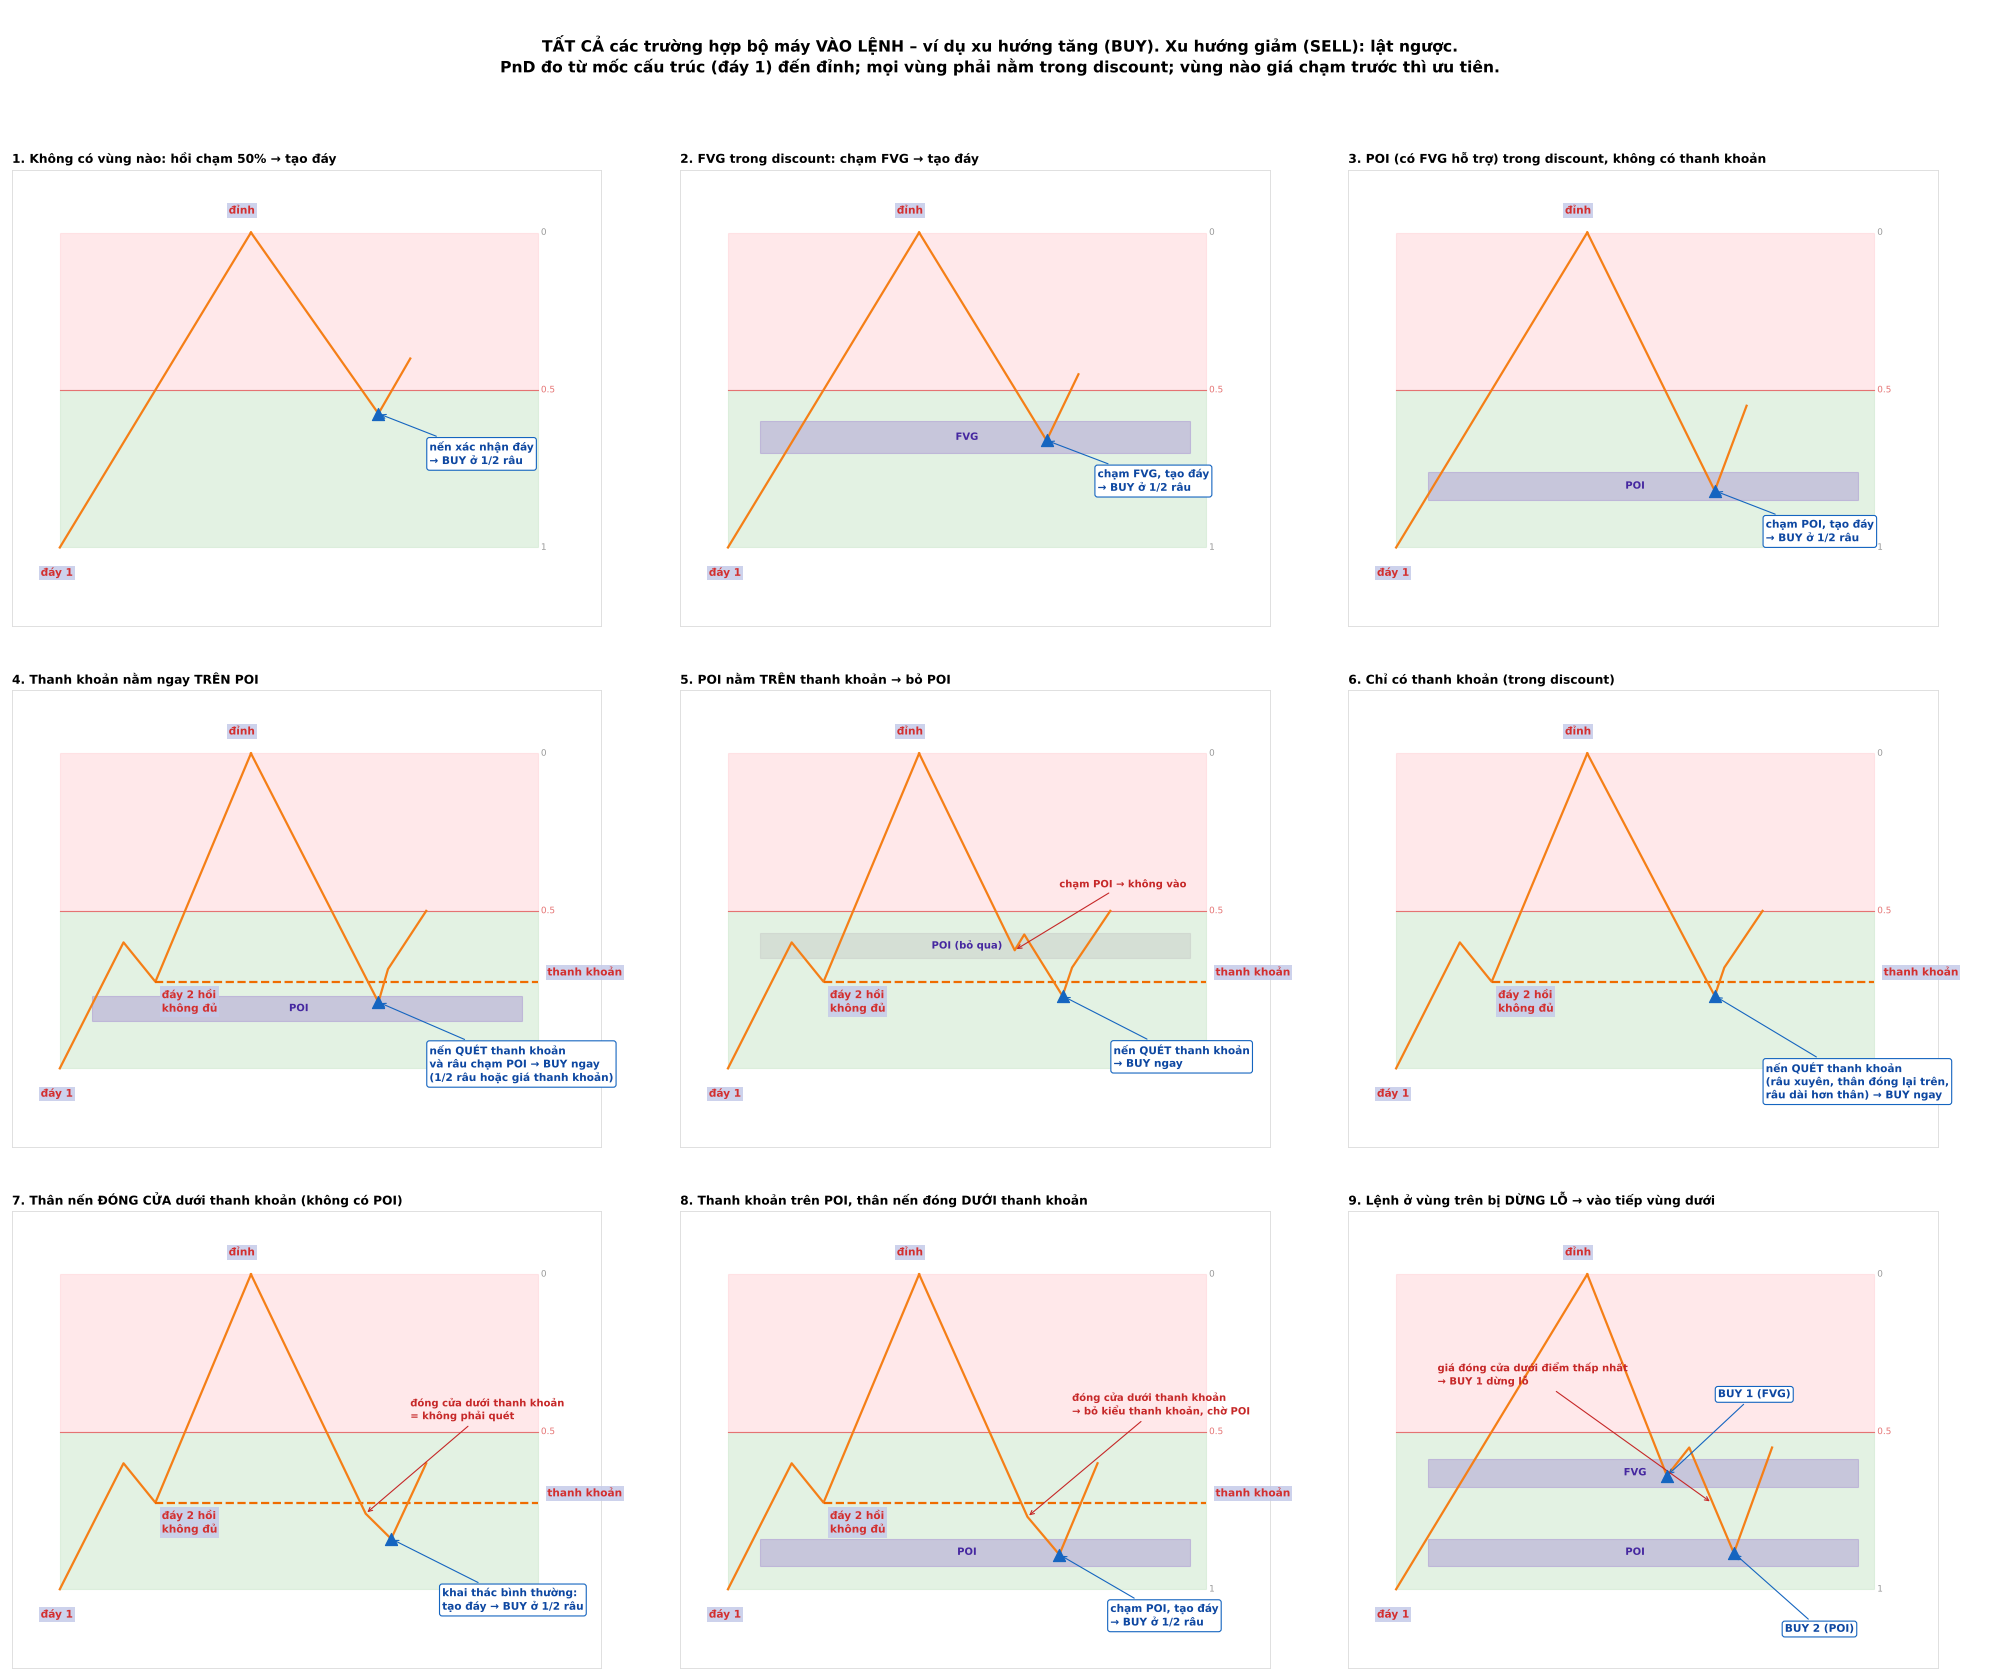 TẤT CẢ các trường hợp bộ máy VÀO LỆNH – ví dụ xu hướng tăng (BUY). Xu hướng giảm (SELL): lật ngược.
PnD đo từ mốc cấu trúc (đáy 1) đến đỉnh; mọi vùng phải nằm trong discount; vùng nào giá chạm trước thì ưu tiên.
1. Không có vùng nào: hồi chạm 50% → tạo đáy
đỉnh
0
0.5
nến xác nhận đáy
→ BUY ở 1/2 râu
1
đáy 1
2. FVG trong discount: chạm FVG → tạo đáy
đỉnh
0
0.5
FVG
chạm FVG, tạo đáy
→ BUY ở 1/2 râu
1
đáy 1
3. POI (có FVG hỗ trợ) trong discount, không có thanh khoản
đỉnh
0
0.5
POI
chạm POI, tạo đáy
→ BUY ở 1/2 râu
1
đáy 1
4. Thanh khoản nằm ngay TRÊN POI
đỉnh
0
0.5
thanh khoản
đáy 2 hồi
không đủ
POI
nến QUÉT thanh khoản
và râu chạm POI → BUY ngay
(1/2 râu hoặc giá thanh khoản)
đáy 1
5. POI nằm TRÊN thanh khoản → bỏ POI
đỉnh
0
chạm POI → không vào
0.5
POI (bỏ qua)
thanh khoản
đáy 2 hồi
không đủ
nến QUÉT thanh khoản
→ BUY ngay
đáy 1
6. Chỉ có thanh khoản (trong discount)
đỉnh
0
0.5
thanh khoản
đáy 2 hồi
không đủ
nến QUÉT thanh khoản
(râu xuyên, thân đóng lại trên,
râu dài hơn thân) → BUY ngay
đáy 1
7. Thân nến ĐÓNG CỬA dưới thanh khoản (không có POI)
đỉnh
0
đóng cửa dưới thanh khoản
= không phải quét
0.5
thanh khoản
đáy 2 hồi
không đủ
khai thác bình thường:
tạo đáy → BUY ở 1/2 râu
đáy 1
8. Thanh khoản trên POI, thân nến đóng DƯỚI thanh khoản
đỉnh
0
đóng cửa dưới thanh khoản
→ bỏ kiểu thanh khoản, chờ POI
0.5
thanh khoản
đáy 2 hồi
không đủ
POI
1
chạm POI, tạo đáy
→ BUY ở 1/2 râu
đáy 1
9. Lệnh ở vùng trên bị DỪNG LỖ → vào tiếp vùng dưới
đỉnh
0
giá đóng cửa dưới điểm thấp nhất
→ BUY 1 dừng lỗ
BUY 1 (FVG)
0.5
FVG
POI
1
đáy 1
BUY 2 (POI)